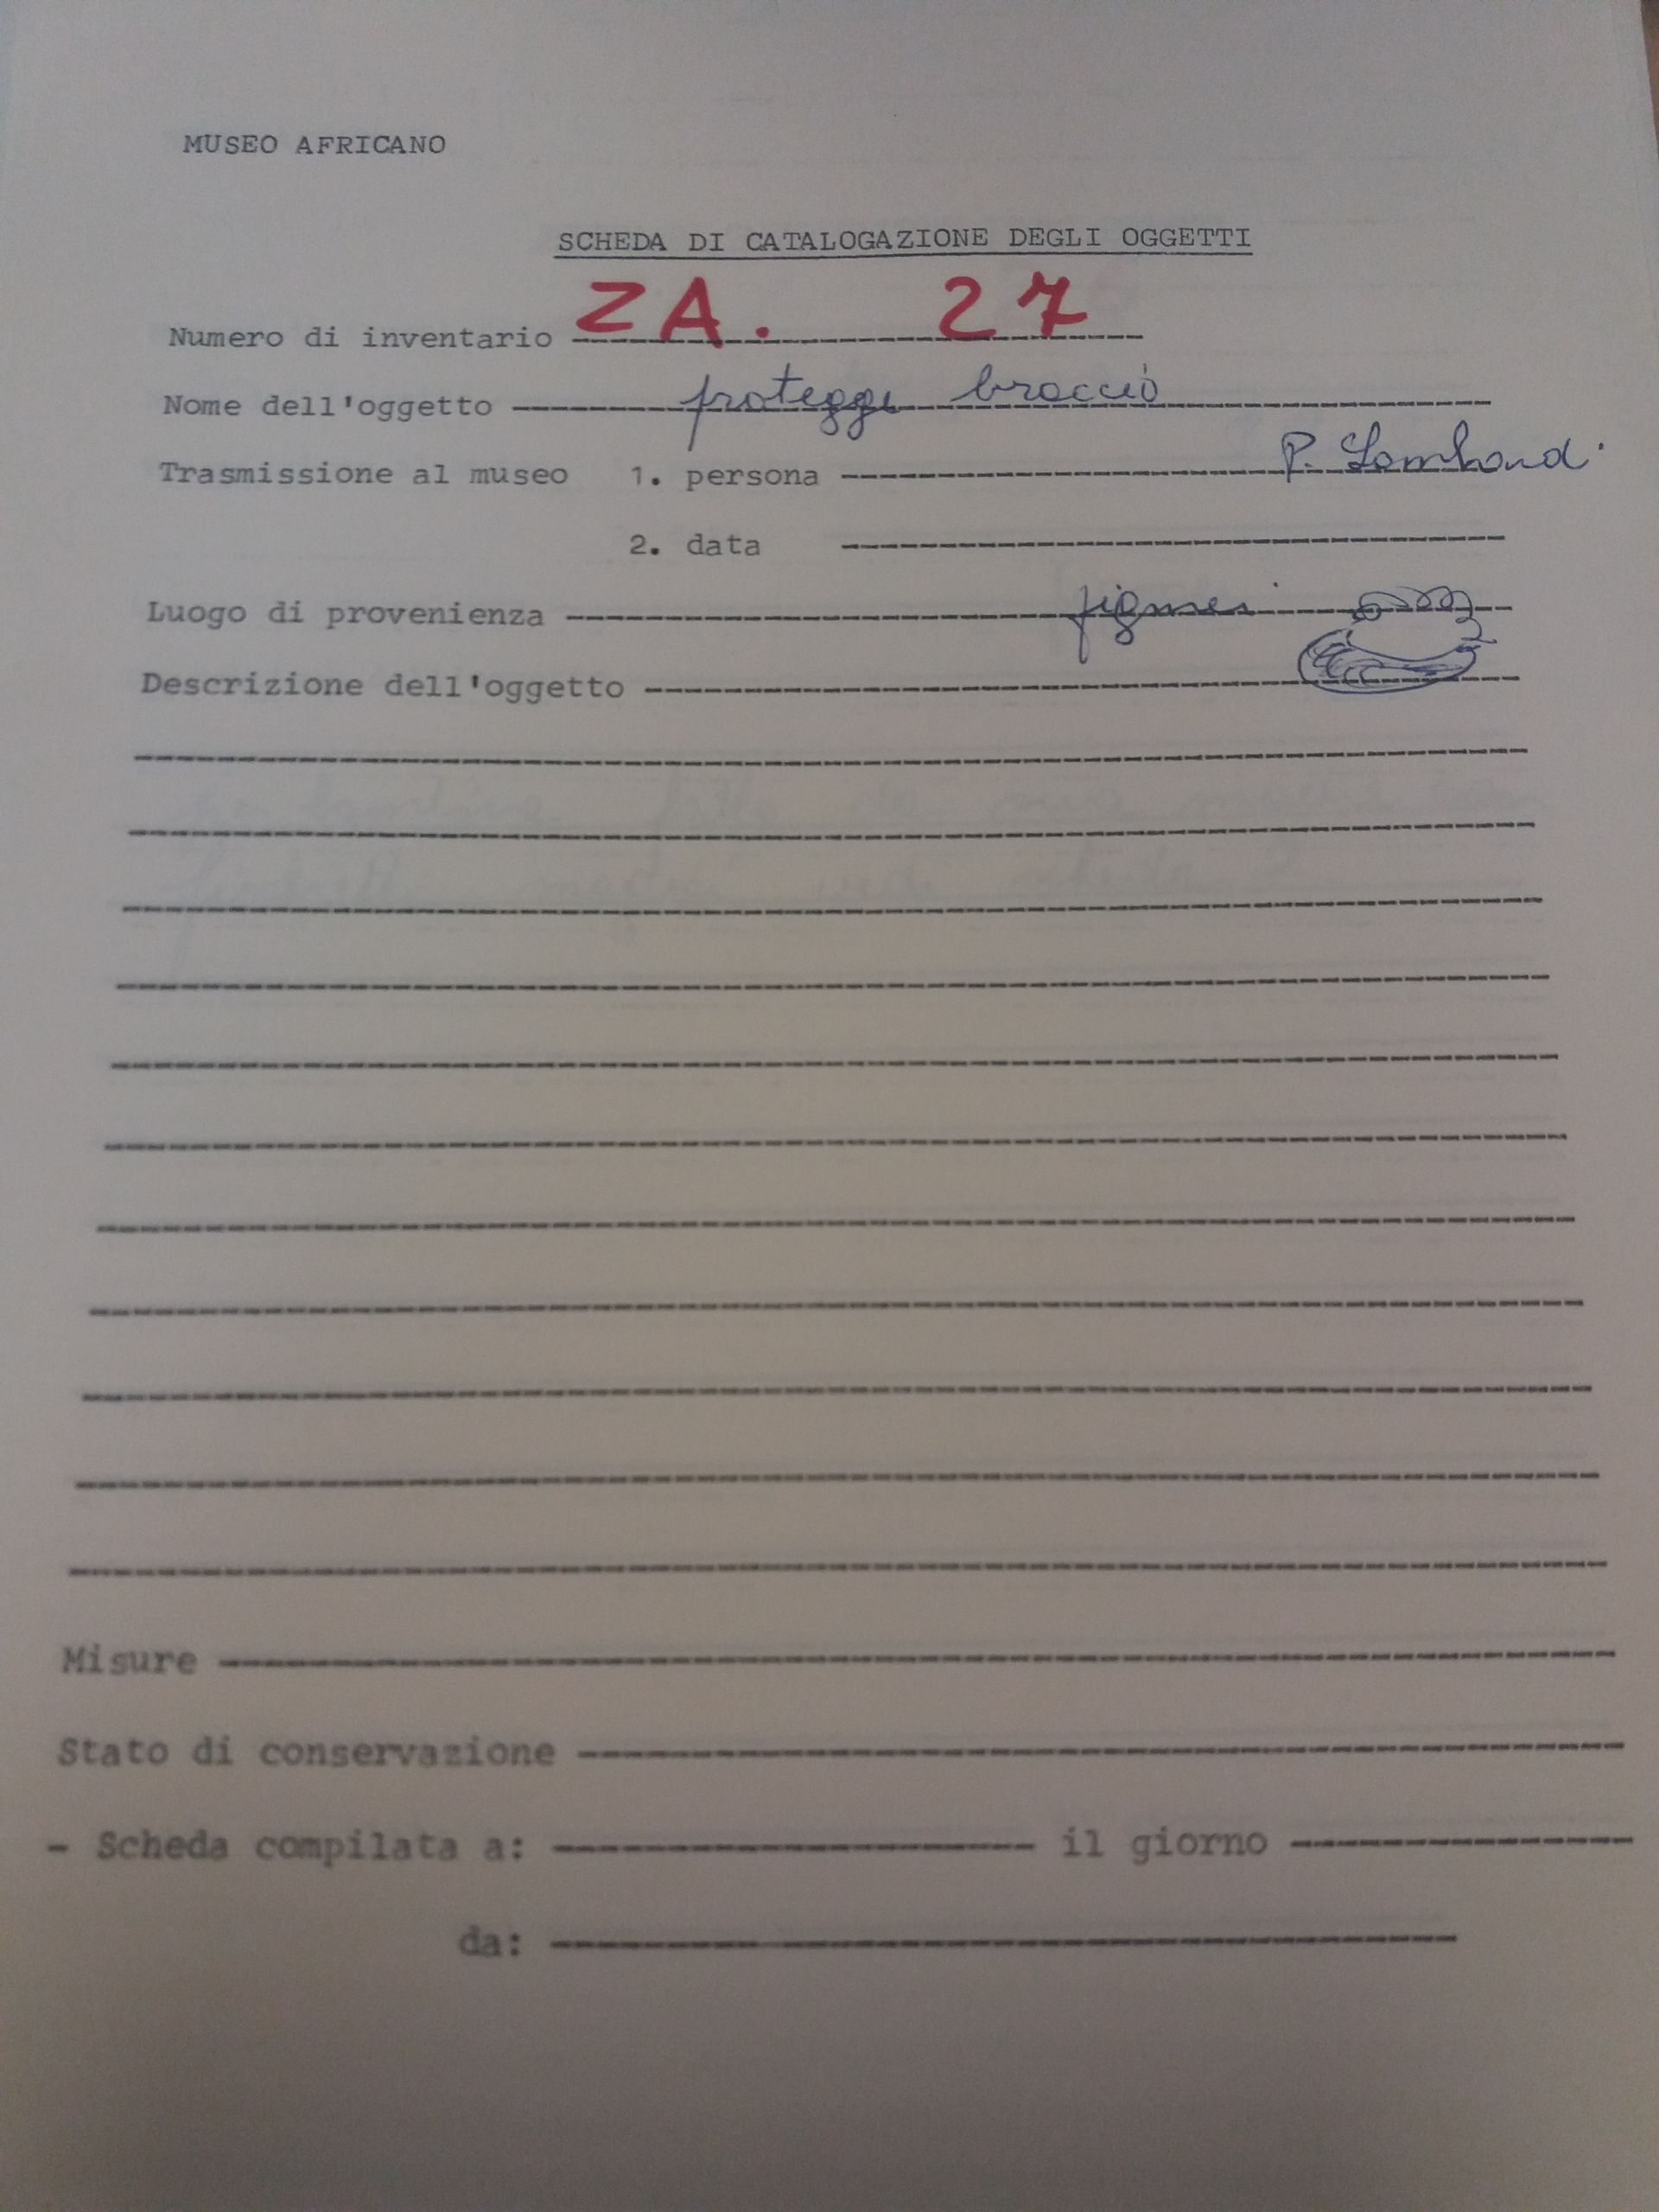 MUSEO AFRICANO
SCHEDA DI CATALOGAZIONE DEGLI OGGETTI
Numero di inventario ZA. 27
Nome dell'oggetto proteggi braccio
Trasmissione al museo 1. persona P. Lombardi
2. data
Luogo di provenienza
Descrizione dell'oggetto
Misure
Stato di conservazione
- Scheda compilata a: il giorno
da: